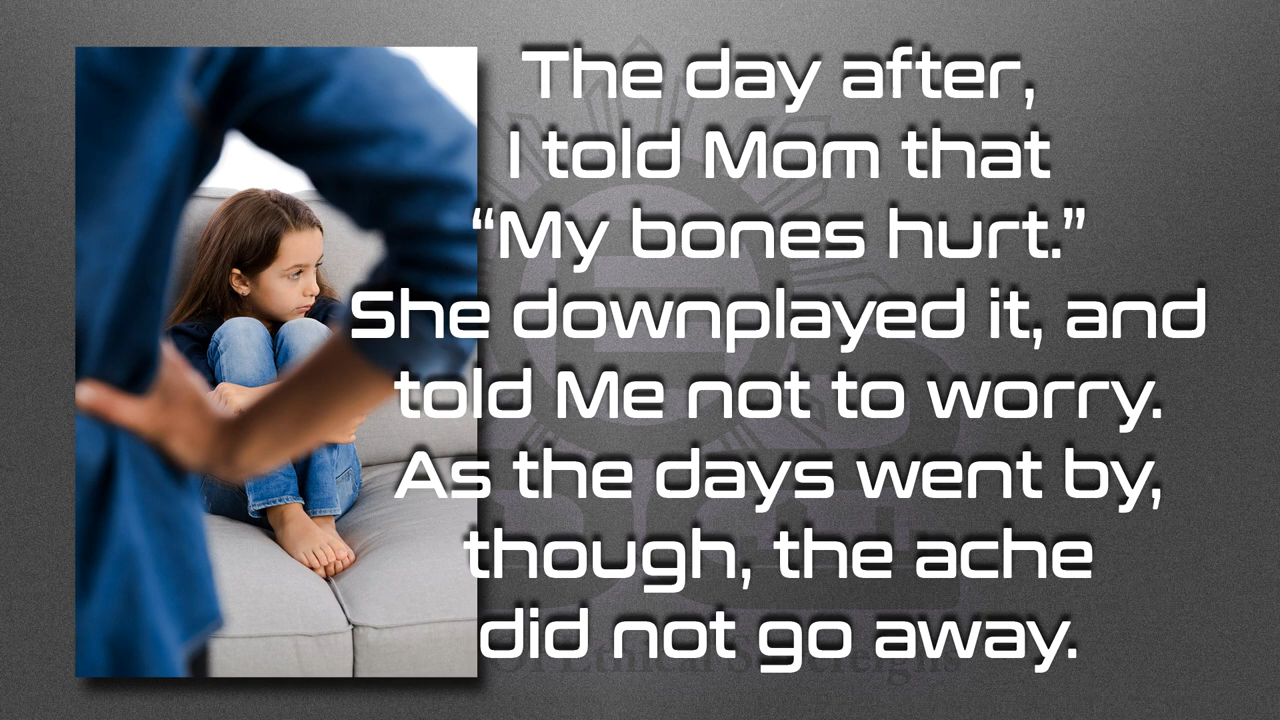 The day after,
I told Mom that
“My bones hurt.”
She downplayed it, and
told Me not to worry.
As the days went by,
though, the ache
did not go away.